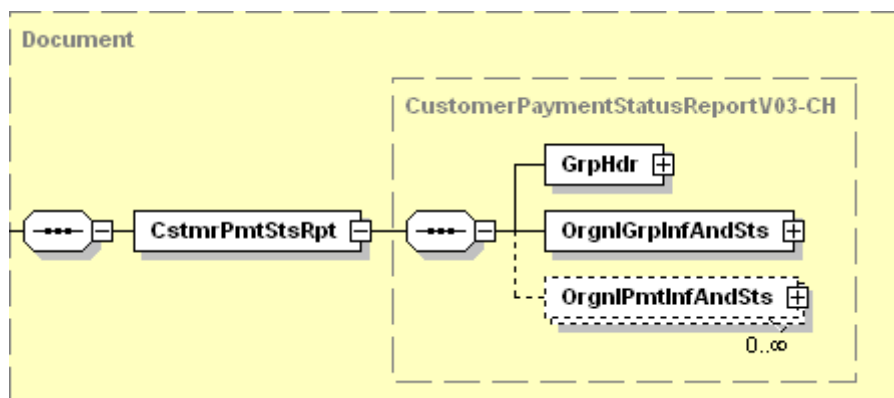 Document
CustomerPaymentStatusReportV03-CH
GrpHdr
CstmrPmtStsRpt
OrgnlGrpInfAndSts
OrgnlPmtInfAndSts
0..∞